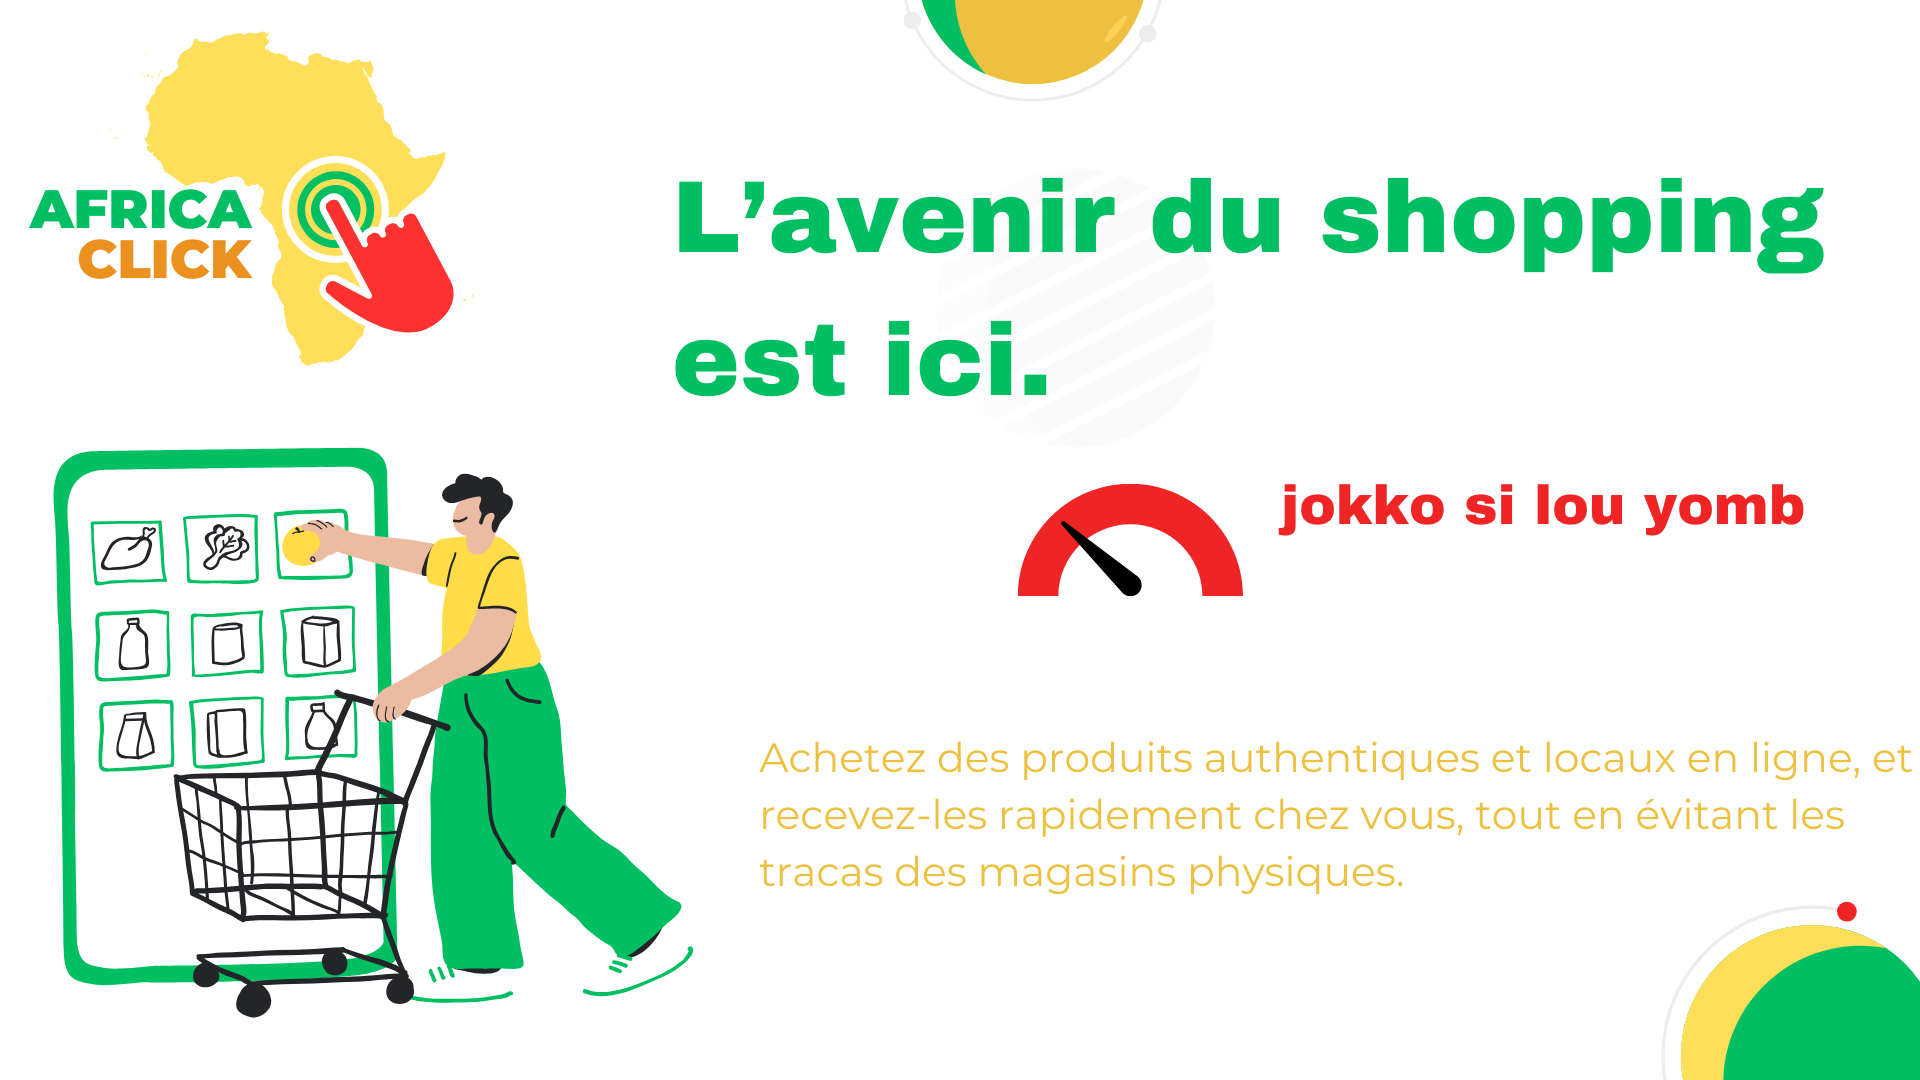 AFRICA
CLICK
L’avenir du shopping
est ici.
jokko si lou yomb
Achetez des produits authentiques et locaux en ligne, et
recevez-les rapidement chez vous, tout en évitant les
tracas des magasins physiques.